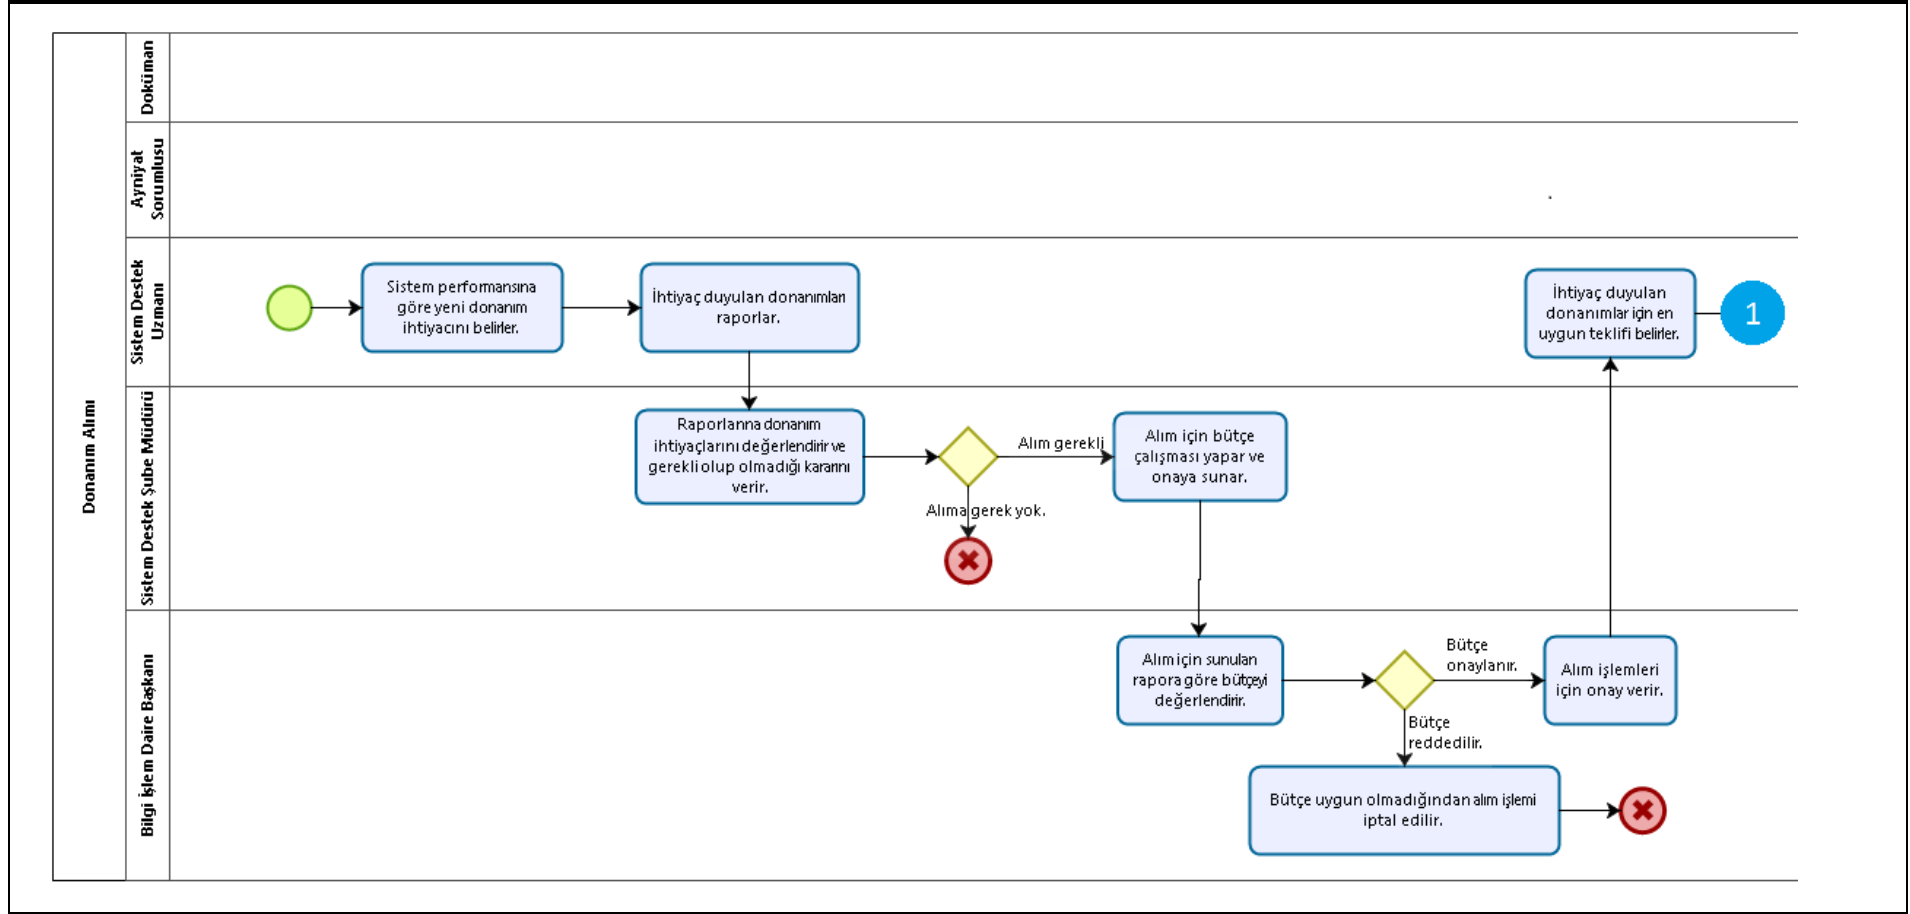 Donanım Alımı
Doküman
Ayniyat
Sorumlusu
Sistem Destek
Uzmanı
Sistem performansına
göre yeni donanım
ihtiyacını belirler.
İhtiyaç duyulan donanımları
raporlar.
İhtiyaç duyulan
donanımlar için en
uygun teklifi belirler.
1
Sistem Destek Şube Müdürü
Raporlanna donanım
ihtiyaçlarını değerlendirir ve
gerekli olup olmadığı kararını
verir.
Alım gerekli
Alıma gerek yok.
Alım için bütçe
çalışması yapar ve
onaya sunar.
Bilgi İşlem Daire Başkanı
Alım için sunulan
rapora göre bütçeyi
değerlendirir.
Bütçe
onaylanır.
Bütçe
reddedilir.
Alım işlemleri
için onay verir.
Bütçe uygun olmadığından alım işlemi
iptal edilir.